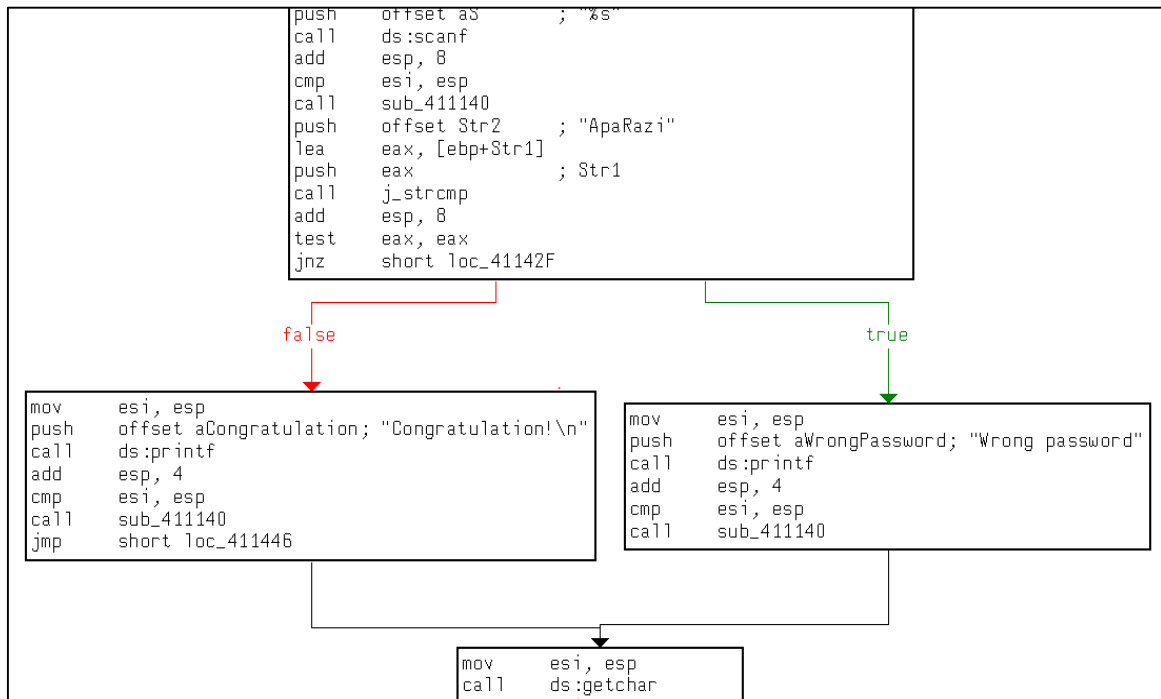 push offset aS ; "%s"
call ds:scanf
add esp, 8
cmp esi, esp
call sub_411140
push offset Str2 ; "ApaRazi"
lea eax, [ebp+Str1]
push eax ; Str1
call j_strcmp
add esp, 8
test eax, eax
jnz short loc_41142F
false
true
mov esi, esp
push offset aCongratulation; "Congratulation!\n"
call ds:printf
add esp, 4
cmp esi, esp
call sub_411140
jmp short loc_411446
mov esi, esp
push offset aWrongPassword; "Wrong password"
call ds:printf
add esp, 4
cmp esi, esp
call sub_411140
mov esi, esp
call ds:getchar